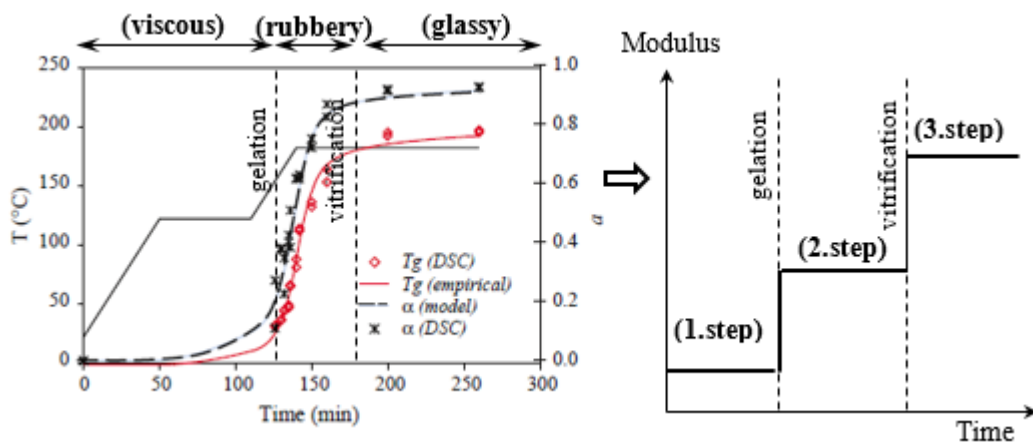 (viscous) (rubbery) (glassy)
250
200
150
100
50
0
T (°C)
gelation
vitrification
1.0
0.8
0.6
0.4
0.2
0.0
α
Tg (DSC)
Tg (empirical)
α (model)
α (DSC)
0 50 100 150 200 250 300
Time (min)
Modulus
gelation
vitrification
(1.step)
(2.step)
(3.step)
Time